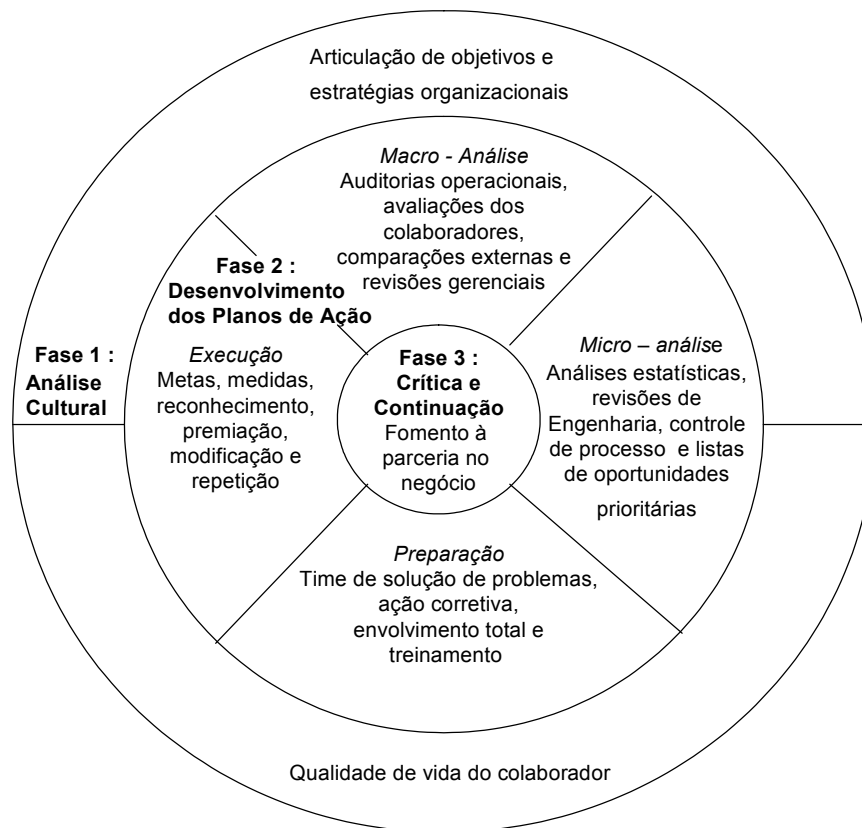 Articulação de objetivos e
estratégias organizacionais
Macro - Análise
Auditorias operacionais,
avaliações dos
colaboradores,
comparações externas e
revisões gerenciais
Fase 2 :
Desenvolvimento
dos Planos de Ação
Fase 1 :
Análise
Cultural
Execução
Metas, medidas,
reconhecimento,
premiação,
modificação e
repetição
Fase 3 :
Crítica e
Continuação
Fomento à
parceria no
negócio
Micro – análise
Análises estatísticas,
revisões de
Engenharia, controle
de processo e listas
de oportunidades
prioritárias
Preparação
Time de solução de problemas,
ação corretiva,
envolvimento total e
treinamento
Qualidade de vida do colaborador